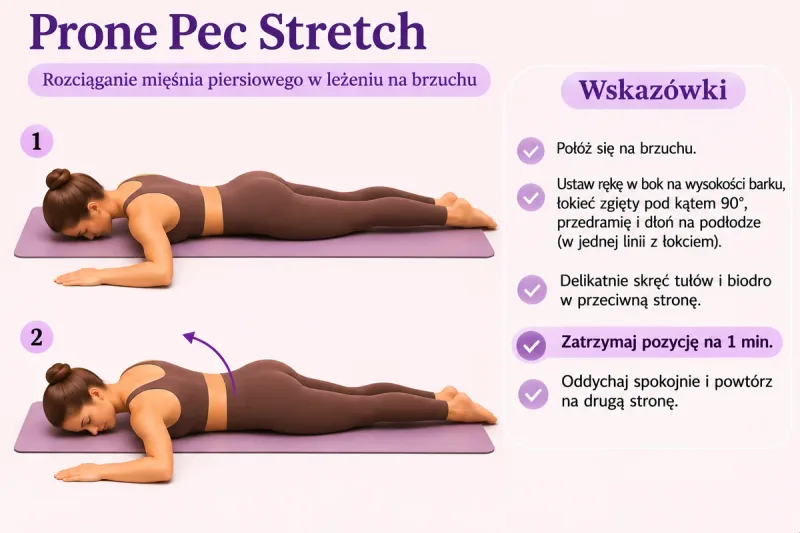 Prone Pec Stretch
Rozciąganie mięśnia piersiowego w leżeniu na brzuchu
1
2
Wskazówki
Połóż się na brzuchu.
Ustaw rękę w bok na wysokości barku,
łokieć zgięty pod kątem 90°,
przedramię i dłoń na podłodze
(w jednej linii z łokciem).
Delikatnie skręć tułów i biodro
w przeciwną stronę.
Zatrzymaj pozycję na 1 min.
Oddychaj spokojnie i powtórz
na drugą stronę.